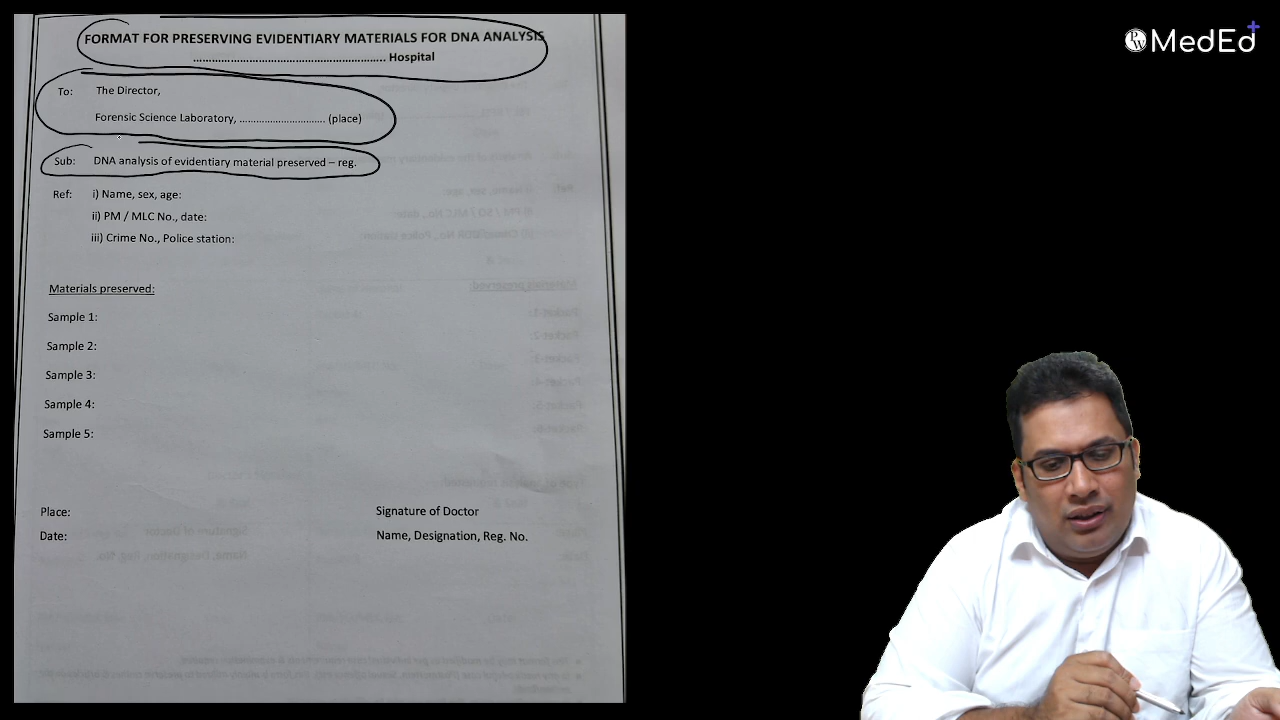 FORMAT FOR PRESERVING EVIDENTIARY MATERIALS FOR DNA ANALYSIS
........................................................................ Hospital
To: The Director,
Forensic Science Laboratory, ................................ (place)
Sub: DNA analysis of evidentiary material preserved – reg.
Ref: i) Name, sex, age:
ii) PM / MLC No., date:
iii) Crime No., Police station:
Materials preserved:
Sample 1:
Sample 2:
Sample 3:
Sample 4:
Sample 5:
Place: Signature of Doctor
Date: Name, Designation, Reg. No.
PW MedEd+